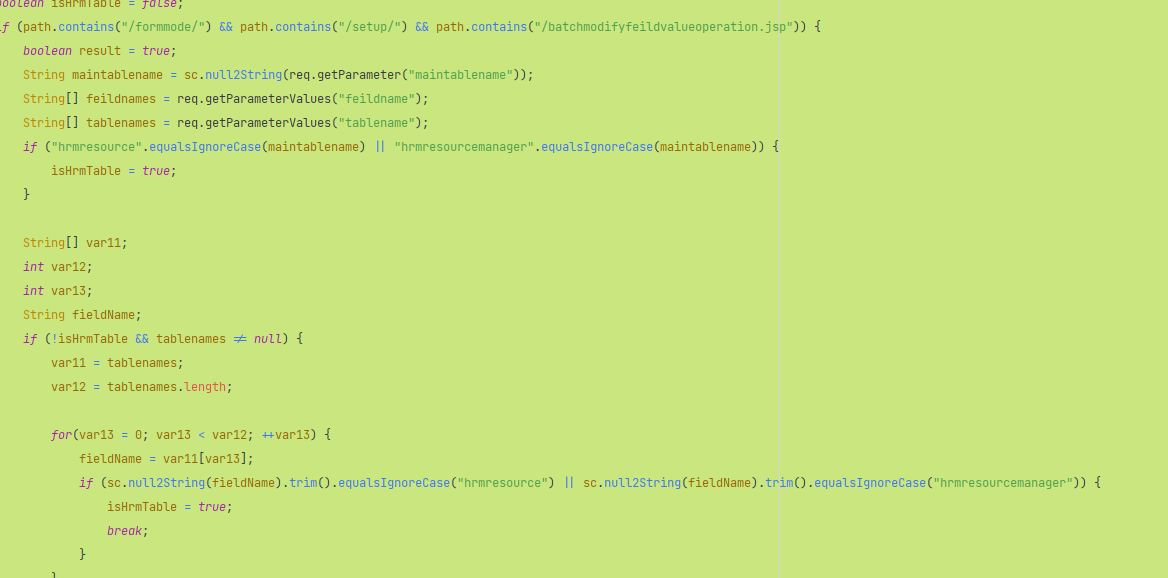 boolean isHrmTable = false;
if (path.contains("/formmode/") && path.contains("/setup/") && path.contains("/batchmodifyfeildvalueoperation.jsp")) {
boolean result = true;
String maintablename = sc.null2String(req.getParameter("maintablename"));
String[] feildnames = req.getParameterValues("feildname");
String[] tablenames = req.getParameterValues("tablename");
if ("hrmresource".equalsIgnoreCase(maintablename) || "hrmresourcemanager".equalsIgnoreCase(maintablename)) {
isHrmTable = true;
}
String[] var11;
int var12;
int var13;
String fieldName;
if (!isHrmTable && tablenames != null) {
var11 = tablenames;
var12 = tablenames.length;
for(var13 = 0; var13 < var12; ++var13) {
fieldName = var11[var13];
if (sc.null2String(fieldName).trim().equalsIgnoreCase("hrmresource") || sc.null2String(fieldName).trim().equalsIgnoreCase("hrmresourcemanager")) {
isHrmTable = true;
break;
}
}